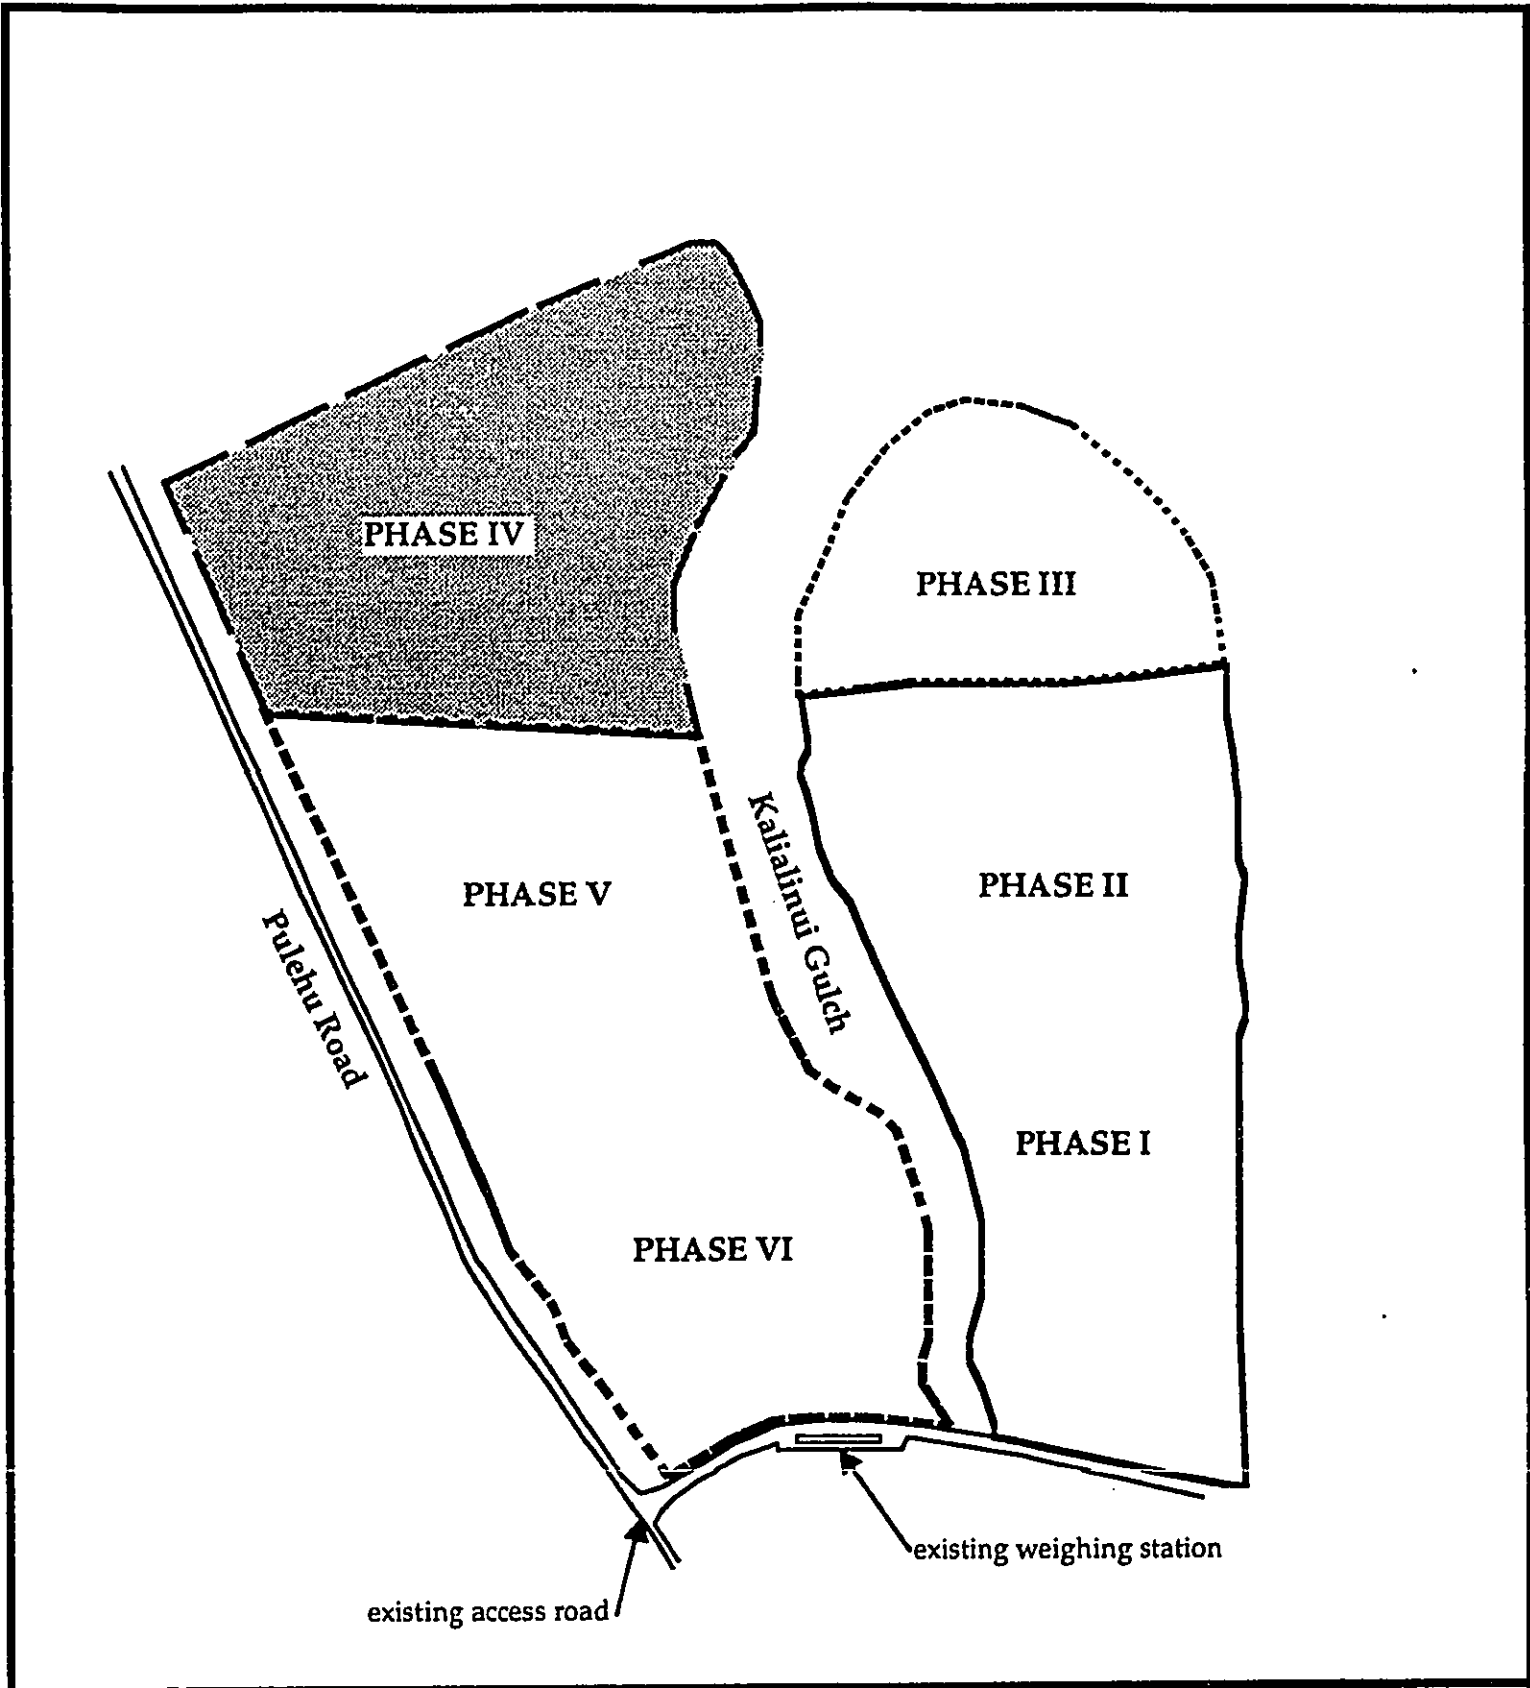 PHASE IV
PHASE III
Kalialinui Gulch
PHASE II
PHASE V
Pulehu Road
PHASE I
PHASE VI
existing weighing station
existing access road